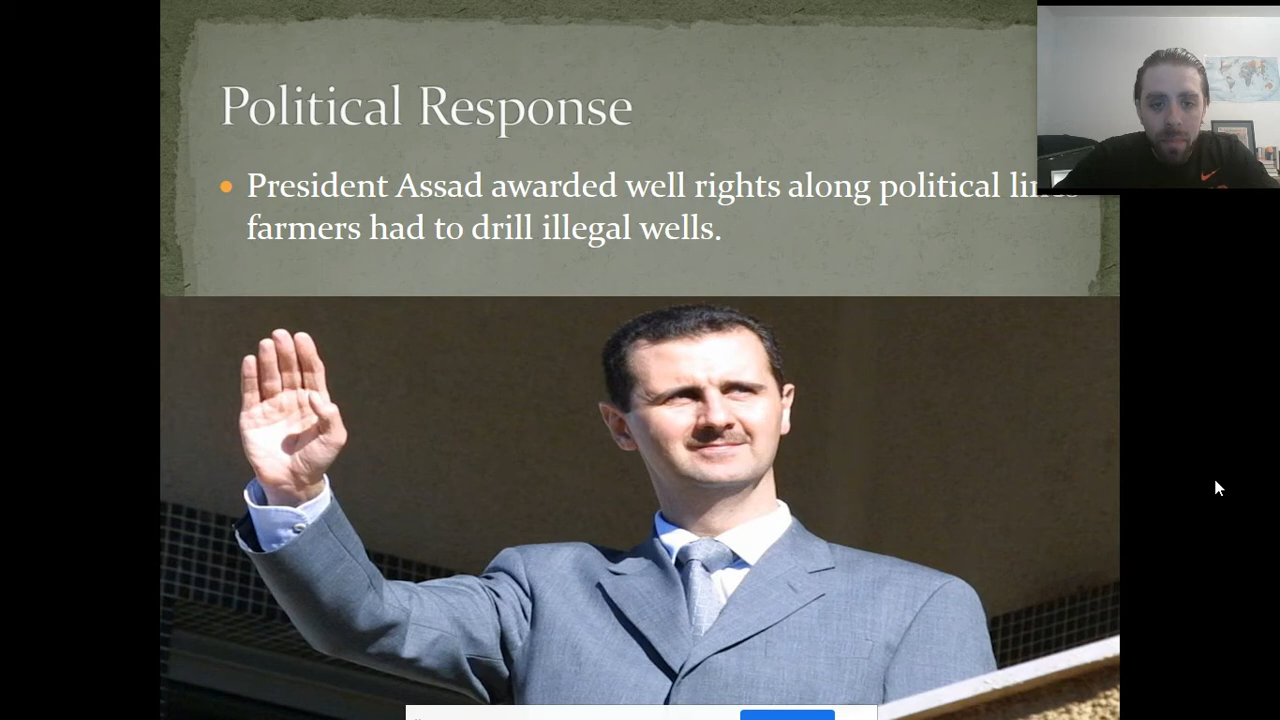 Political Response
President Assad awarded well rights along political
farmers had to drill illegal wells.